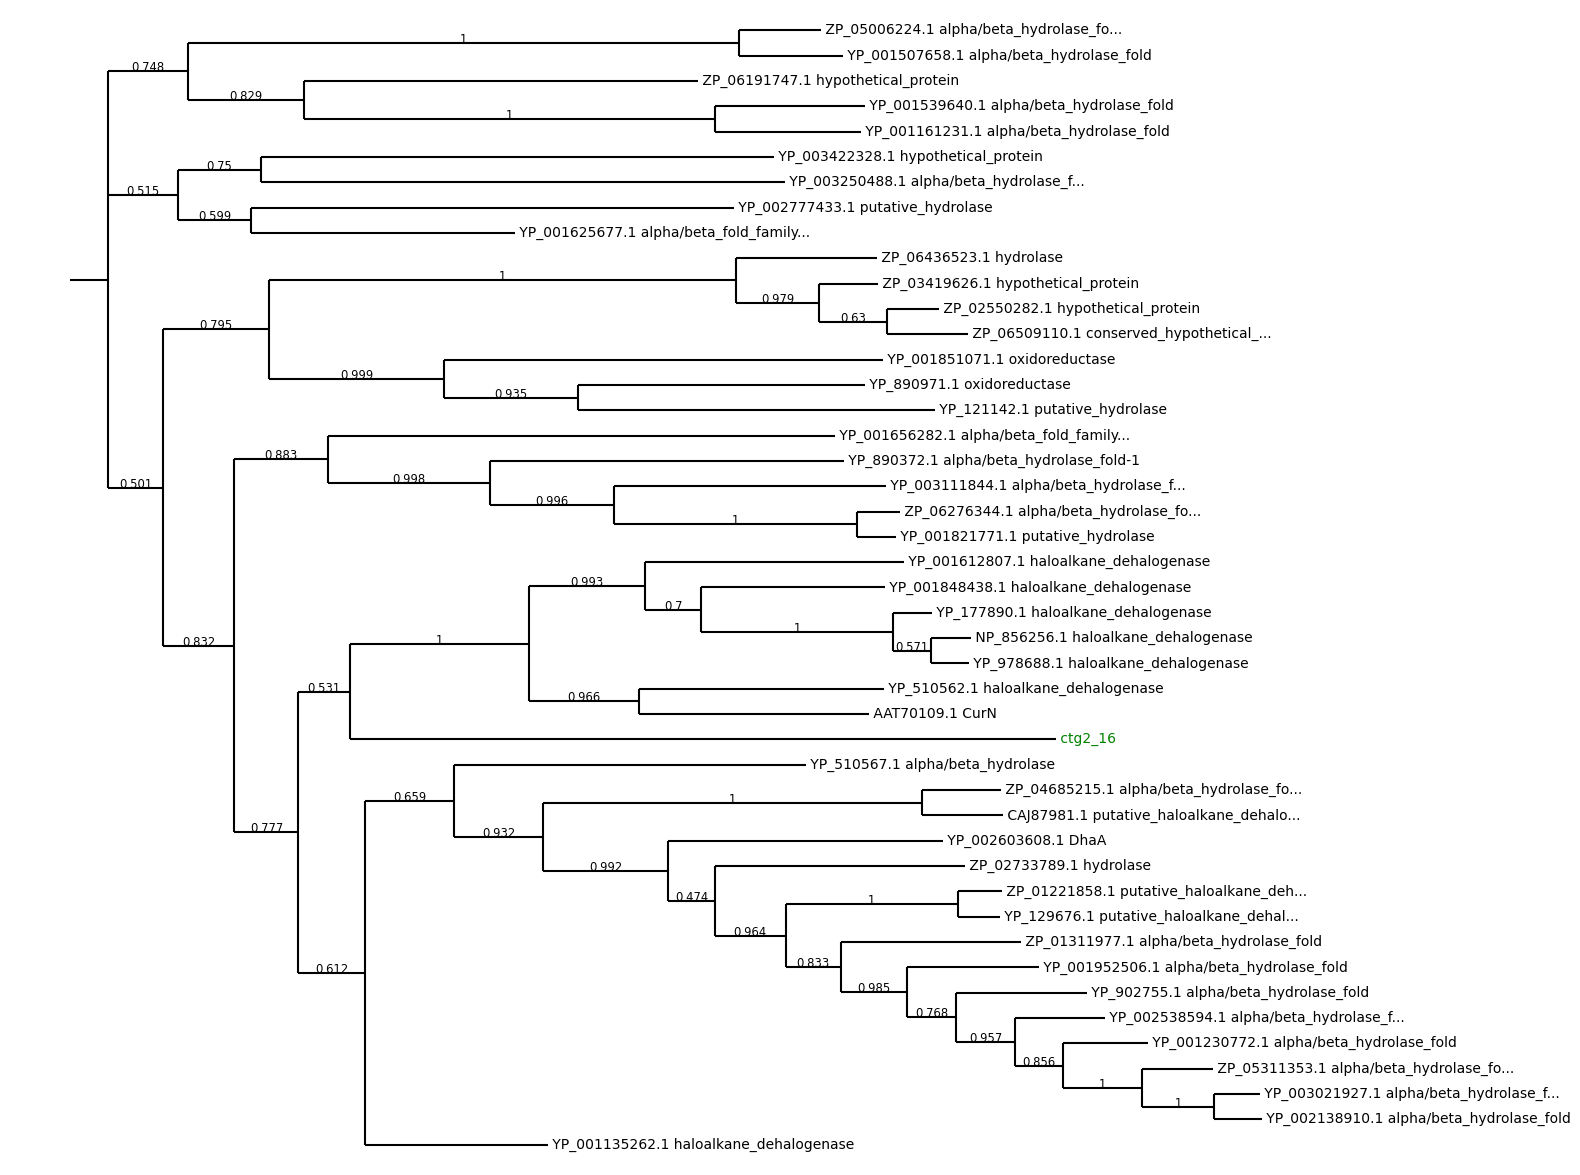 ZP_05006224.1 alpha/beta_hydrolase_fo...
1
YP_001507658.1 alpha/beta_hydrolase_fold
0.748
ZP_06191747.1 hypothetical_protein
0.829
YP_001539640.1 alpha/beta_hydrolase_fold
1
YP_001161231.1 alpha/beta_hydrolase_fold
YP_003422328.1 hypothetical_protein
0.75
YP_003250488.1 alpha/beta_hydrolase_f...
0.515
YP_002777433.1 putative_hydrolase
0.599
YP_001625677.1 alpha/beta_fold_family...
ZP_06436523.1 hydrolase
1
ZP_03419626.1 hypothetical_protein
0.979
ZP_02550282.1 hypothetical_protein
0.63
ZP_06509110.1 conserved_hypothetical_...
0.795
YP_001851071.1 oxidoreductase
0.999
YP_890971.1 oxidoreductase
0.935
YP_121142.1 putative_hydrolase
YP_001656282.1 alpha/beta_fold_family...
0.883
YP_890372.1 alpha/beta_hydrolase_fold-1
0.998
0.501
YP_003111844.1 alpha/beta_hydrolase_f...
0.996
ZP_06276344.1 alpha/beta_hydrolase_fo...
1
YP_001821771.1 putative_hydrolase
YP_001612807.1 haloalkane_dehalogenase
0.993
YP_001848438.1 haloalkane_dehalogenase
0.7
YP_177890.1 haloalkane_dehalogenase
1
NP_856256.1 haloalkane_dehalogenase
0.832
1
0.571
YP_978688.1 haloalkane_dehalogenase
0.531
YP_510562.1 haloalkane_dehalogenase
0.966
AAT70109.1 CurN
ctg2_16
YP_510567.1 alpha/beta_hydrolase
ZP_04685215.1 alpha/beta_hydrolase_fo...
0.659
1
CAJ87981.1 putative_haloalkane_dehalo...
0.777
0.932
YP_002603608.1 DhaA
ZP_02733789.1 hydrolase
0.992
ZP_01221858.1 putative_haloalkane_deh...
0.474
1
YP_129676.1 putative_haloalkane_dehal...
0.964
ZP_01311977.1 alpha/beta_hydrolase_fold
0.833
YP_001952506.1 alpha/beta_hydrolase_fold
0.612
0.985
YP_902755.1 alpha/beta_hydrolase_fold
0.768
YP_002538594.1 alpha/beta_hydrolase_f...
0.957
YP_001230772.1 alpha/beta_hydrolase_fold
0.856
ZP_05311353.1 alpha/beta_hydrolase_fo...
1
YP_003021927.1 alpha/beta_hydrolase_f...
1
YP_002138910.1 alpha/beta_hydrolase_fold
YP_001135262.1 haloalkane_dehalogenase